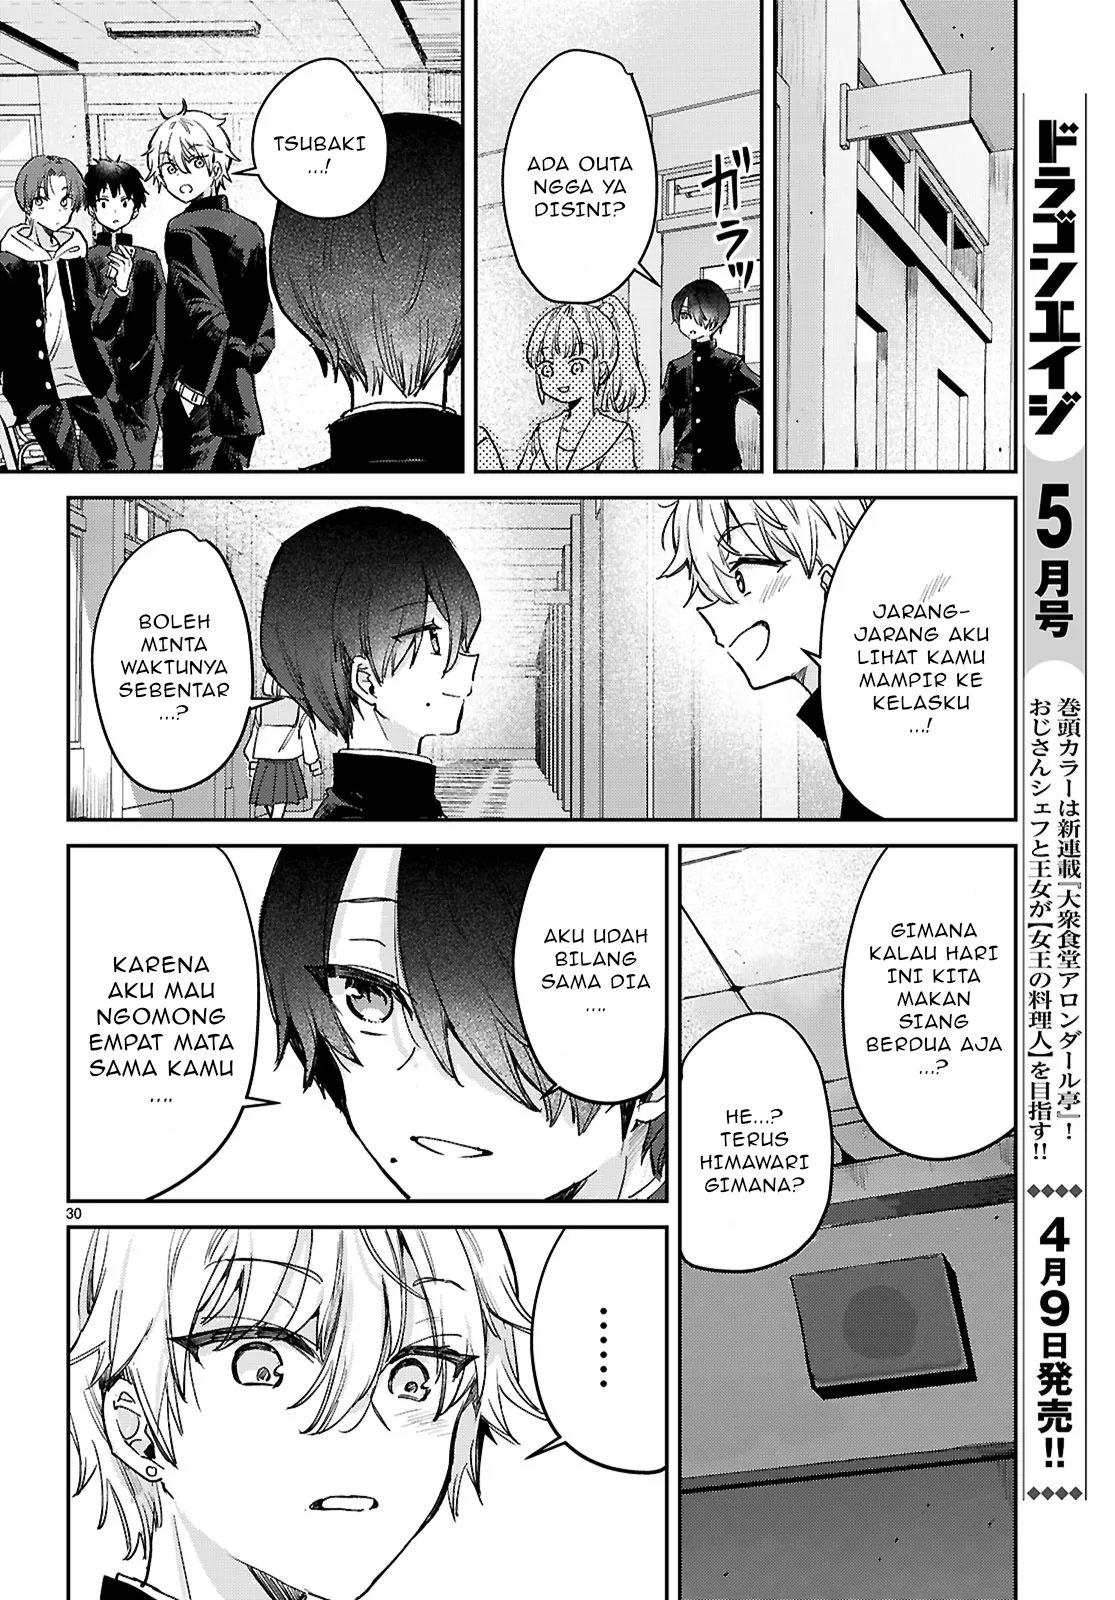 ガラッ
ADA OUTA
NGGA YA
DISINI?
TSUBAKI
...!
JARANG-
JARANG AKU
LIHAT KAMU
MAMPIR KE
KELASKU
...!
BOLEH
MINTA
WAKTUNYA
SEBENTAR
...?
GIMANA
KALAU HARI
INI KITA
MAKAN
SIANG
BERDUA AJA
...?
HE...?
TERUS
HIMAWARI
GIMANA?
AKU UDAH
BILANG
SAMA DIA
....
KARENA
AKU MAU
NGOMONG
EMPAT MATA
SAMA KAMU
....
......
30
ドラゴンエイジ
5月号
巻頭カラーは新連載『大衆食堂アロンダール亭』!
おじさんシェフと王女が【女王の料理人】を目指す!!
4月9日発売!!